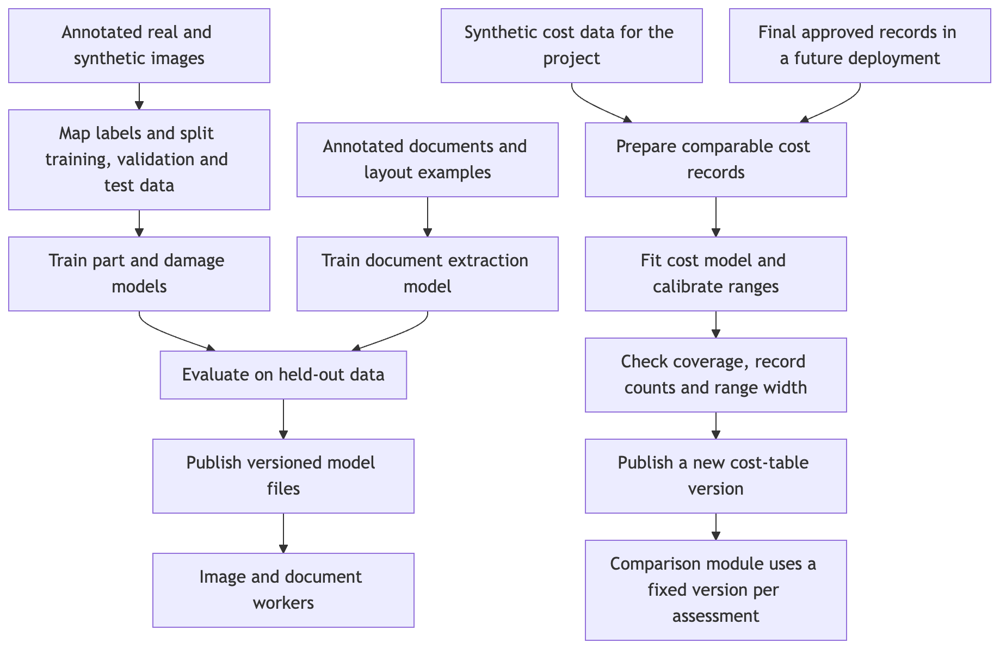 Annotated real and
synthetic images
Synthetic cost data for the
project
Final approved records in
a future deployment
Map labels and split
training, validation and
test data
Annotated documents and
layout examples
Prepare comparable cost
records
Train part and damage
models
Train document extraction
model
Fit cost model and
calibrate ranges
Evaluate on held-out data
Check coverage, record
counts and range width
Publish versioned model
files
Publish a new cost-table
version
Image and document
workers
Comparison module uses a
fixed version per
assessment